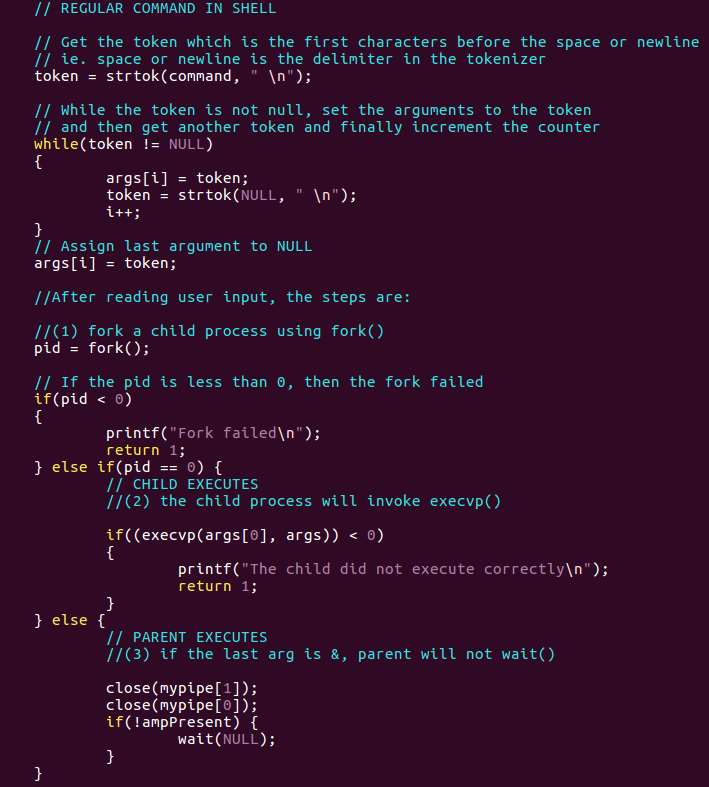 // REGULAR COMMAND IN SHELL
// Get the token which is the first characters before the space or newline
// ie. space or newline is the delimiter in the tokenizer
token = strtok(command, " \n");
// While the token is not null, set the arguments to the token
// and then get another token and finally increment the counter
while(token != NULL)
{
args[i] = token;
token = strtok(NULL, " \n");
i++;
}
// Assign last argument to NULL
args[i] = token;
//After reading user input, the steps are:
//(1) fork a child process using fork()
pid = fork();
// If the pid is less than 0, then the fork failed
if(pid < 0)
{
printf("Fork failed\n");
return 1;
} else if(pid == 0) {
// CHILD EXECUTES
//(2) the child process will invoke execvp()
if((execvp(args[0], args)) < 0)
{
printf("The child did not execute correctly\n");
return 1;
}
} else {
// PARENT EXECUTES
//(3) if the last arg is &, parent will not wait()
close(mypipe[1]);
close(mypipe[0]);
if(!ampPresent) {
wait(NULL);
}
}